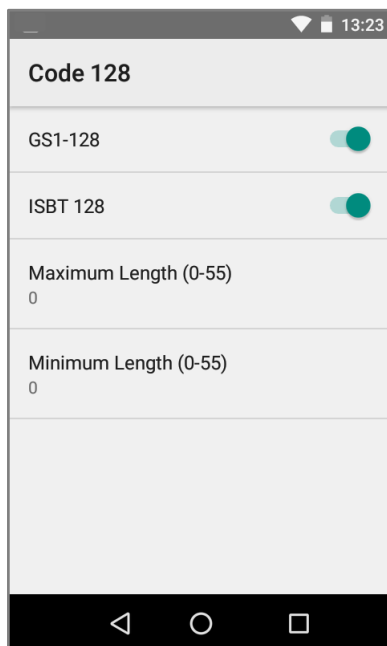 13:23
Code 128
GS1-128
ISBT 128
Maximum Length (0-55)
0
Minimum Length (0-55)
0